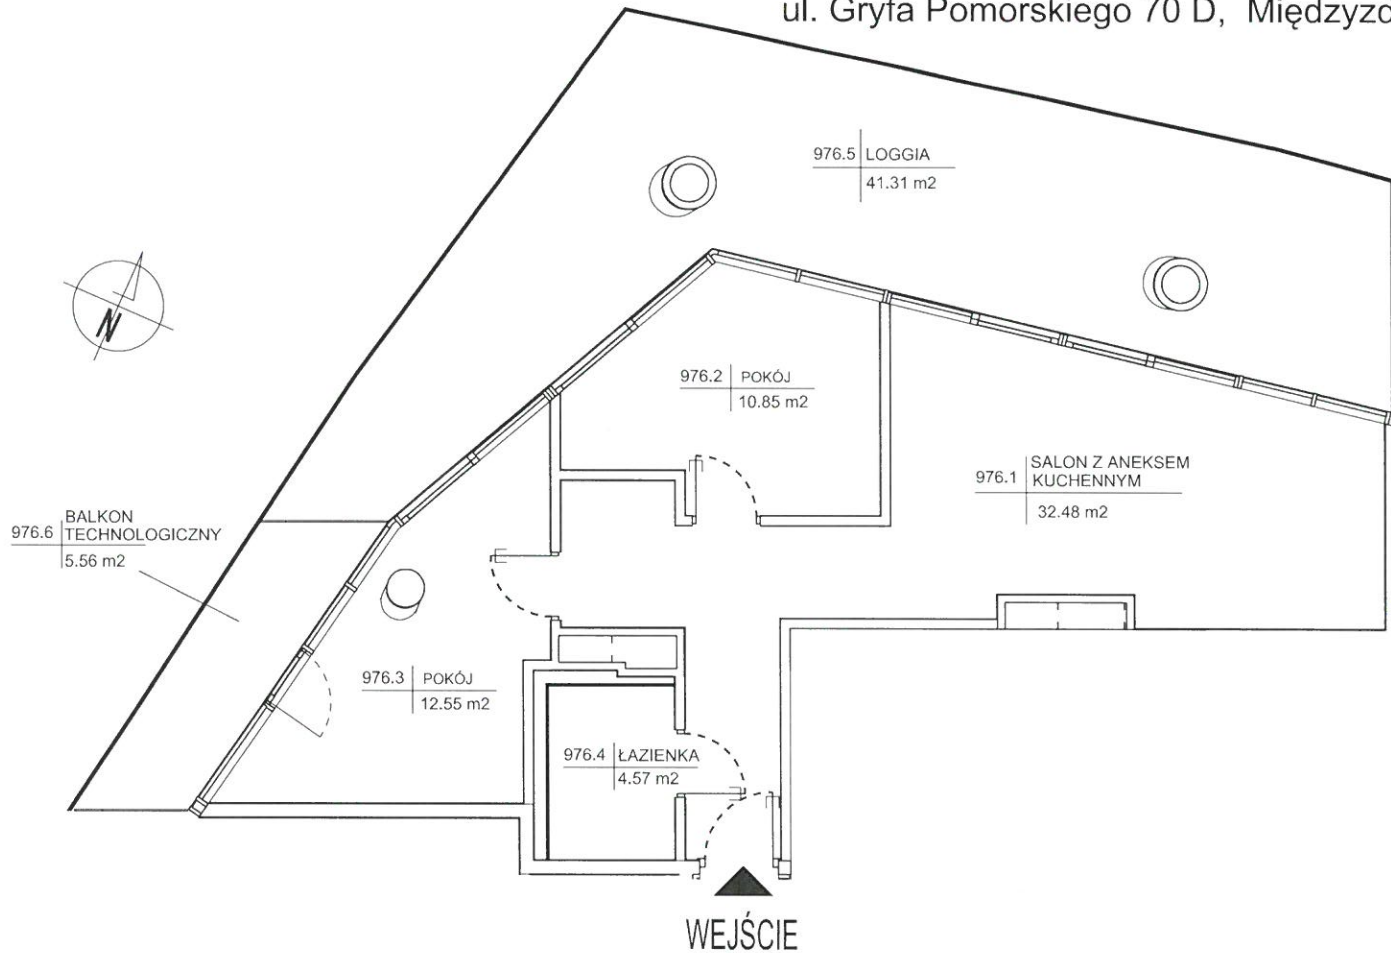 ul. Gryfa Pomorskiego 70 D, Międzyzd
976.5 LOGGIA
41.31 m2
N
976.2 POKÓJ
10.85 m2
976.1 SALON Z ANEKSEM
KUCHENNYM
32.48 m2
976.6 BALKON
TECHNOLOGICZNY
5.56 m2
976.3 POKÓJ
12.55 m2
976.4 ŁAZIENKA
4.57 m2
WEJŚCIE